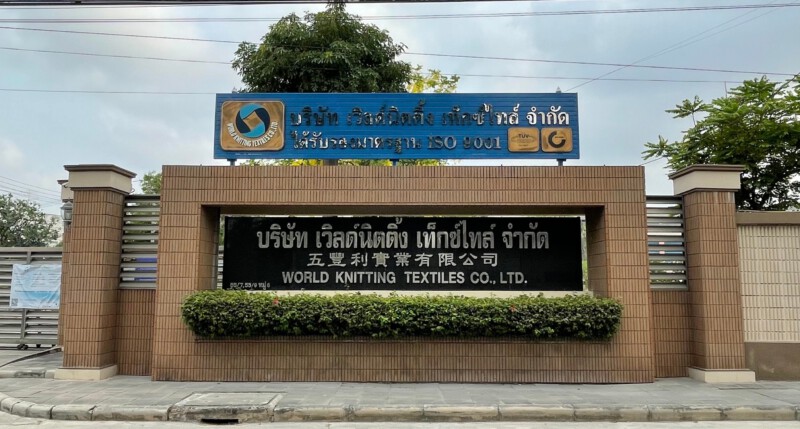 บริษัท เวิลด์นิตติ้ง เท็กซ์ไทล์ จำกัด
ได้รับรองมาตรฐาน ISO 9001
บริษัท เวิลด์นิตติ้ง เท็กซ์ไทล์ จำกัด
五豐利實業有限公司
WORLD KNITTING TEXTILES CO., LTD.